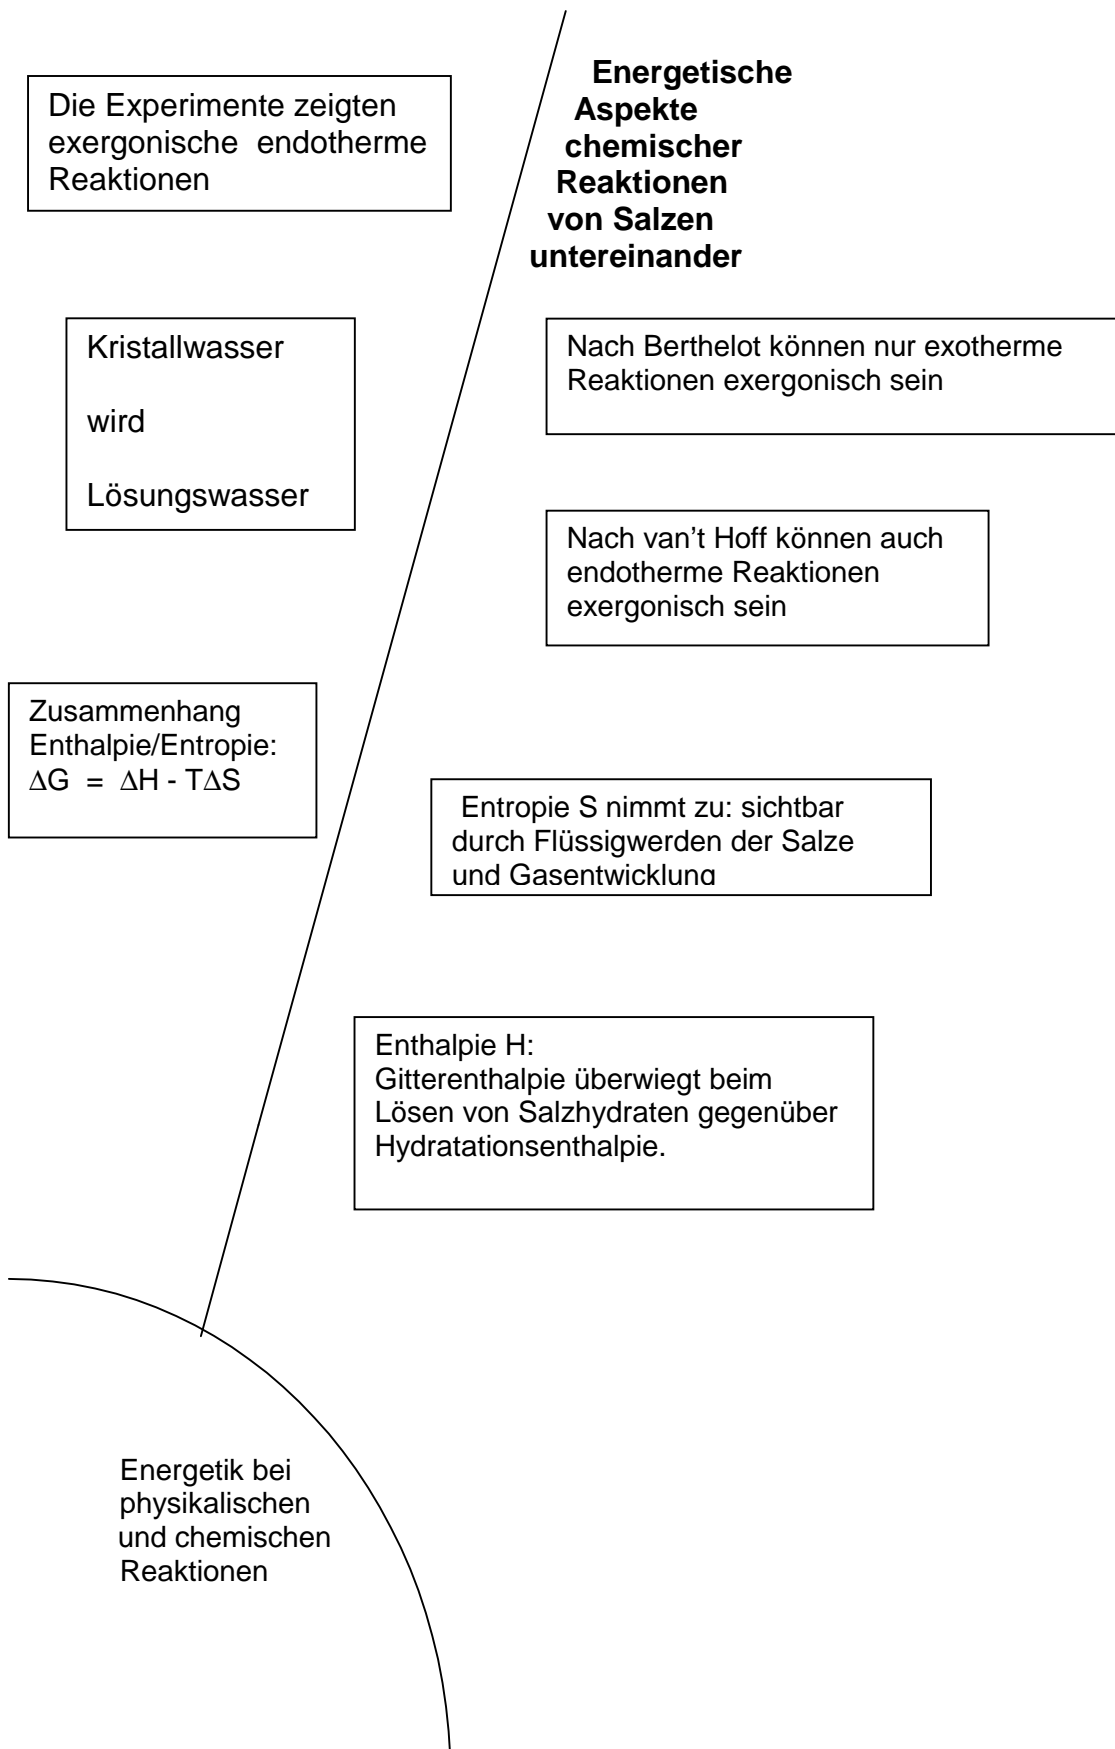 Energetische
Aspekte
chemischer
Reaktionen
von Salzen
untereinander
Die Experimente zeigten
exergonische endotherme
Reaktionen
Kristallwasser
wird
Lösungswasser
Nach Berthelot können nur exotherme
Reaktionen exergonisch sein
Nach van’t Hoff können auch
endotherme Reaktionen
exergonisch sein
Zusammenhang
Enthalpie/Entropie:
ΔG = ΔH - TΔS
Entropie S nimmt zu: sichtbar
durch Flüssigwerden der Salze
und Gasentwicklung
Enthalpie H:
Gitterenthalpie überwiegt beim
Lösen von Salzhydraten gegenüber
Hydratationsenthalpie.
Energetik bei
physikalischen
und chemischen
Reaktionen